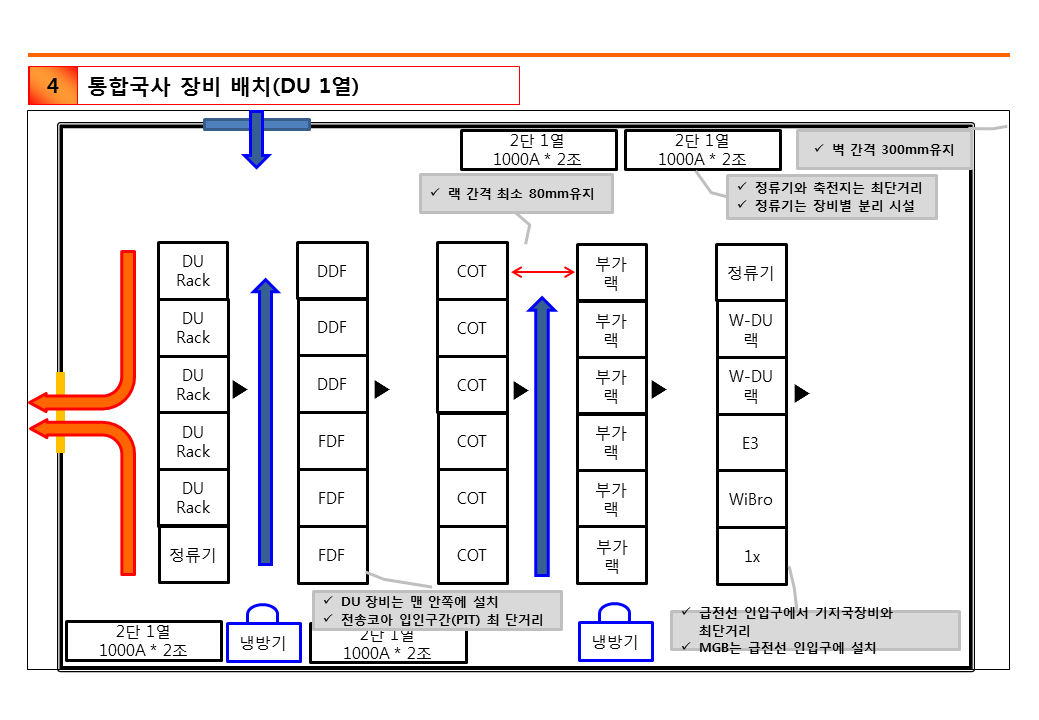 4
통합국사 장비 배치(DU 1열)
2단 1열
1000A * 2조
2단 1열
1000A * 2조
✓ 벽 간격 300mm유지
✓ 랙 간격 최소 80mm유지
✓ 정류기와 축전지는 최단거리
✓ 정류기는 장비별 분리 시설
DU
Rack
DU
Rack
DU
Rack
DU
Rack
DU
Rack
정류기
DDF
DDF
DDF
FDF
FDF
FDF
COT
COT
COT
COT
COT
COT
부가
랙
부가
랙
부가
랙
부가
랙
부가
랙
부가
랙
정류기
W-DU
랙
W-DU
랙
E3
WiBro
1x
✓ DU 장비는 맨 안쪽에 설치
✓ 전송코아 입인구간(PIT) 최 단거리
✓ 급전선 인입구에서 기지국장비와
최단거리
✓ MGB는 급전선 인입구에 설치
2단 1열
1000A * 2조
냉방기
2단 1열
1000A * 2조
냉방기